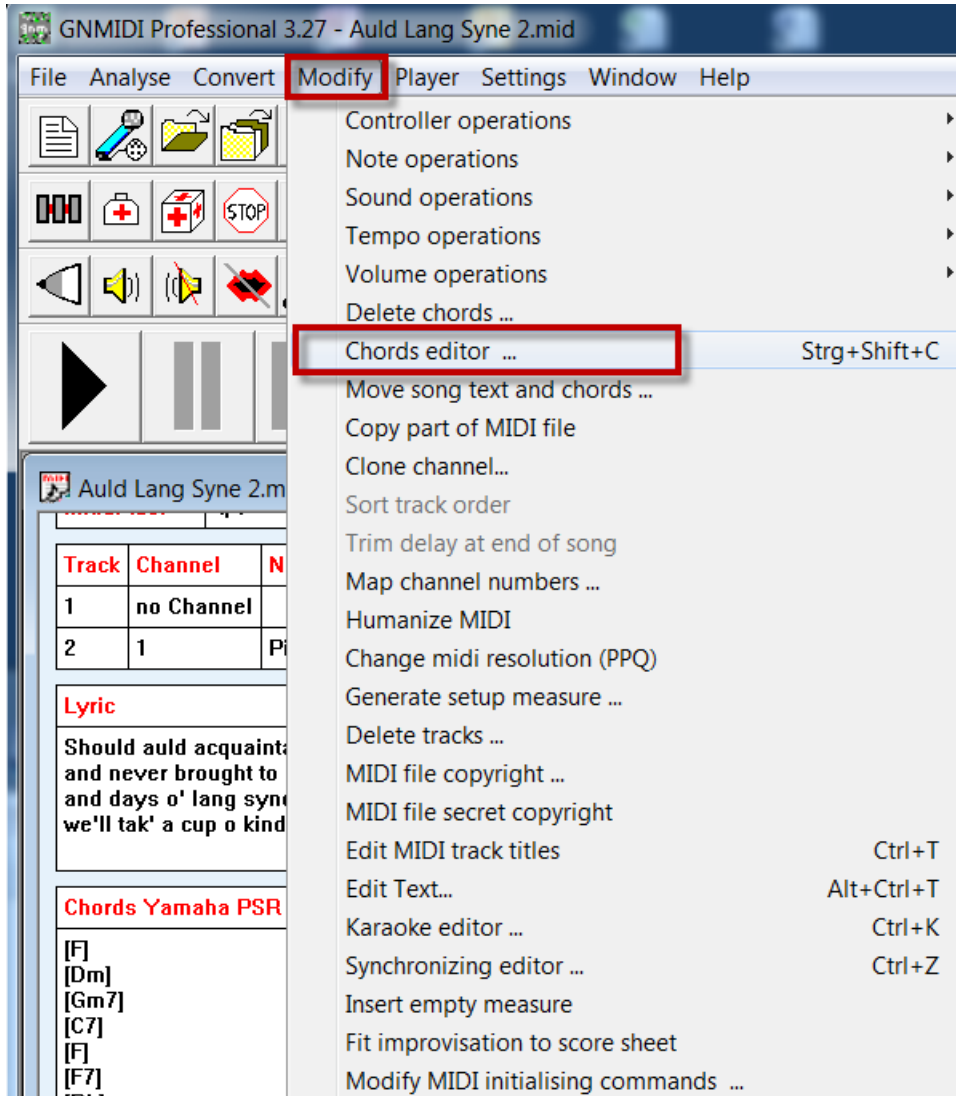 GNMIDI Professional 3.27 - Auld Lang Syne 2.mid
File Analyse Convert Modify Player Settings Window Help
Controller operations
Note operations
Sound operations
STOP
Tempo operations
Volume operations
Delete chords ...
Chords editor ... Strg+Shift+C
Move song text and chords ...
Copy part of MIDI file
Clone channel...
Sort track order
Trim delay at end of song
Map channel numbers ...
Humanize MIDI
Change midi resolution (PPQ)
Generate setup measure ...
Delete tracks ...
MIDI file copyright ...
MIDI file secret copyright
Edit MIDI track titles Ctrl+T
Edit Text... Alt+Ctrl+T
Karaoke editor ... Ctrl+K
Synchronizing editor ... Ctrl+Z
Insert empty measure
Fit improvisation to score sheet
Modify MIDI initialising commands ...
Auld Lang Syne 2.m
Track Channel N
1 no Channel
2 1 Pi
Lyric
Should auld acquainta
and never brought to
and days o' lang syne
we'll tak' a cup o kind
Chords Yamaha PSR
[F]
[Dm]
[Gm7]
[C7]
[F]
[F7]